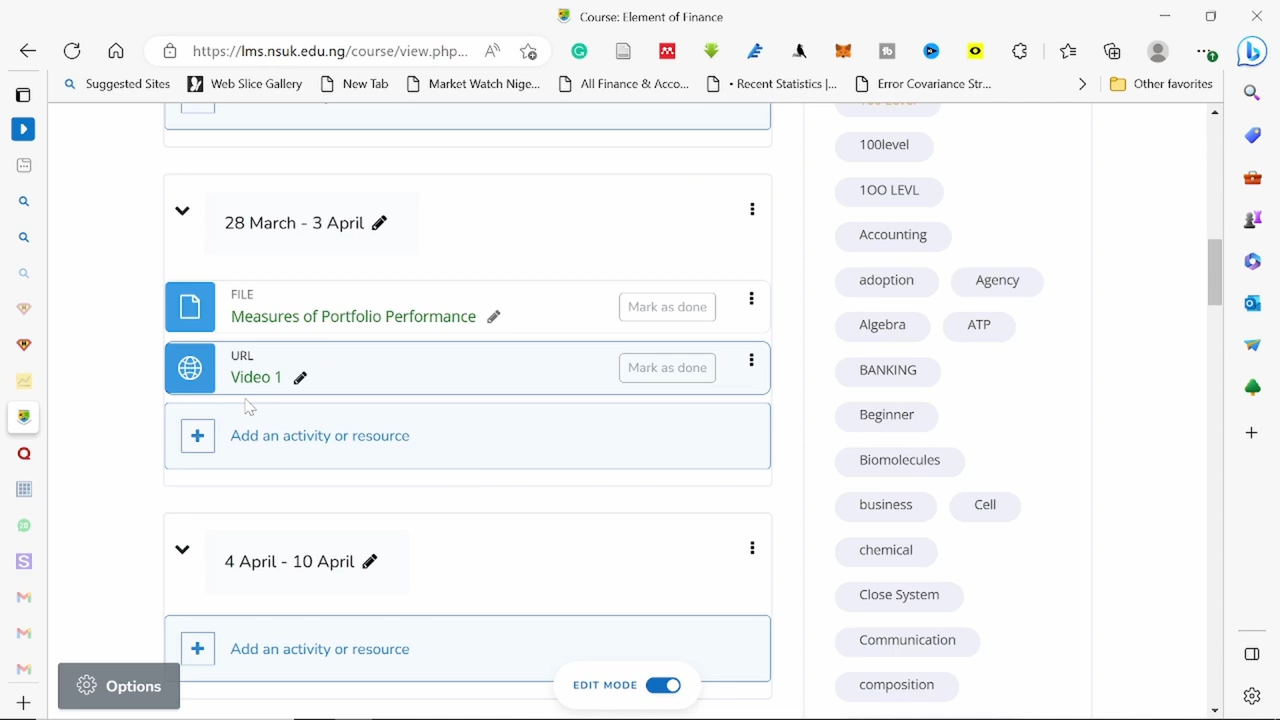 Course: Element of Finance
https://lms.nsuk.edu.ng/course/view.php...
Suggested Sites
Web Slice Gallery
New Tab
Market Watch Nige...
All Finance & Acco...
• Recent Statistics |...
Error Covariance Str...
Other favorites
28 March - 3 April
FILE
Measures of Portfolio Performance
Mark as done
URL
Video 1
Mark as done
Add an activity or resource
4 April - 10 April
Add an activity or resource
Options
EDIT MODE
100level
1OO LEVL
Accounting
adoption
Agency
Algebra
ATP
BANKING
Beginner
Biomolecules
business
Cell
chemical
Close System
Communication
composition